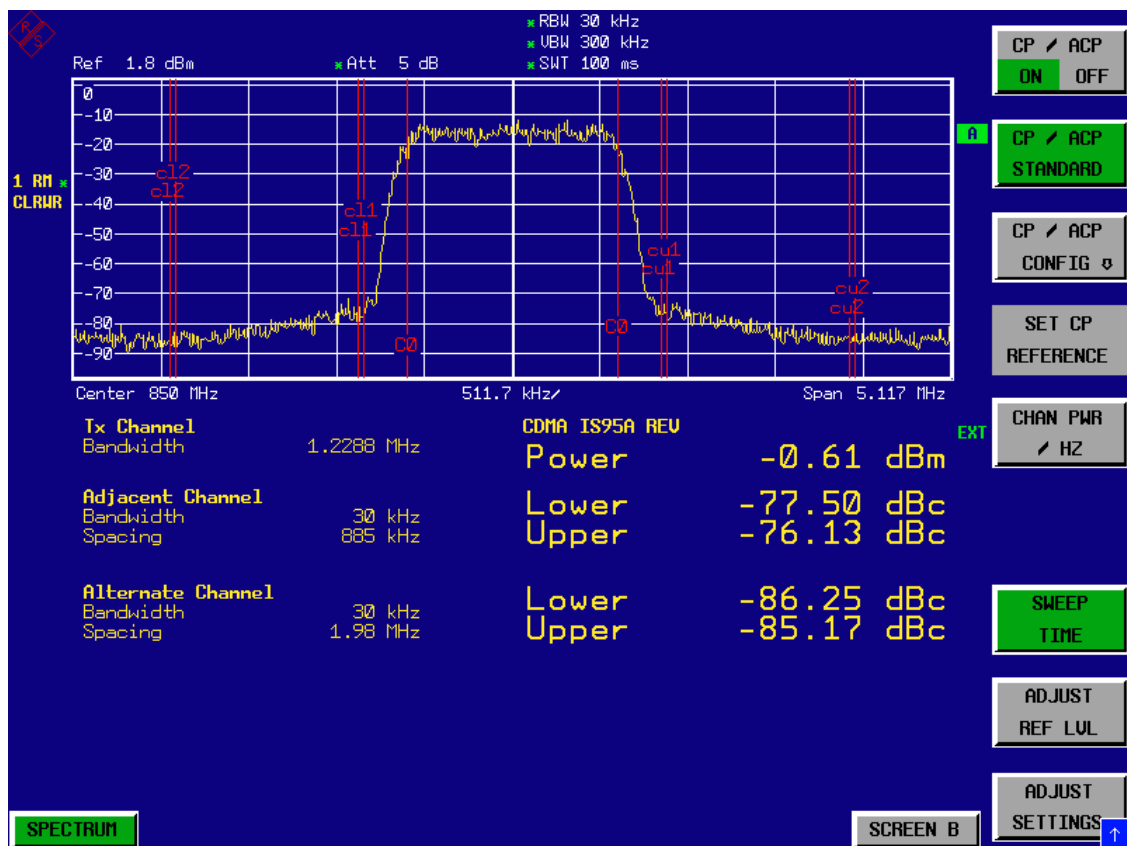 R
S
*RBW 30 kHz
*VBW 300 kHz
Ref 1.8 dBm *Att 5 dB *SWT 100 ms
0
-10
-20
-30
-40
-50
-60
-70
-80
-90
1 RM *
CLRWR
A
cl2
cl2
cl1
cl1
cu1
cu1
cu2
cu2
C0
C0
Center 850 MHz 511.7 kHz/ Span 5.117 MHz
EXT
Tx Channel CDMA IS95A REV
Bandwidth 1.2288 MHz Power -0.61 dBm
Adjacent Channel Lower -77.50 dBc
Bandwidth 30 kHz
Spacing 885 kHz Upper -76.13 dBc
Alternate Channel Lower -86.25 dBc
Bandwidth 30 kHz
Spacing 1.98 MHz Upper -85.17 dBc
CP / ACP
ON OFF
CP / ACP
STANDARD
CP / ACP
CONFIG
SET CP
REFERENCE
CHAN PWR
/ HZ
SWEEP
TIME
ADJUST
REF LVL
ADJUST
SETTINGS
SPECTRUM
SCREEN B